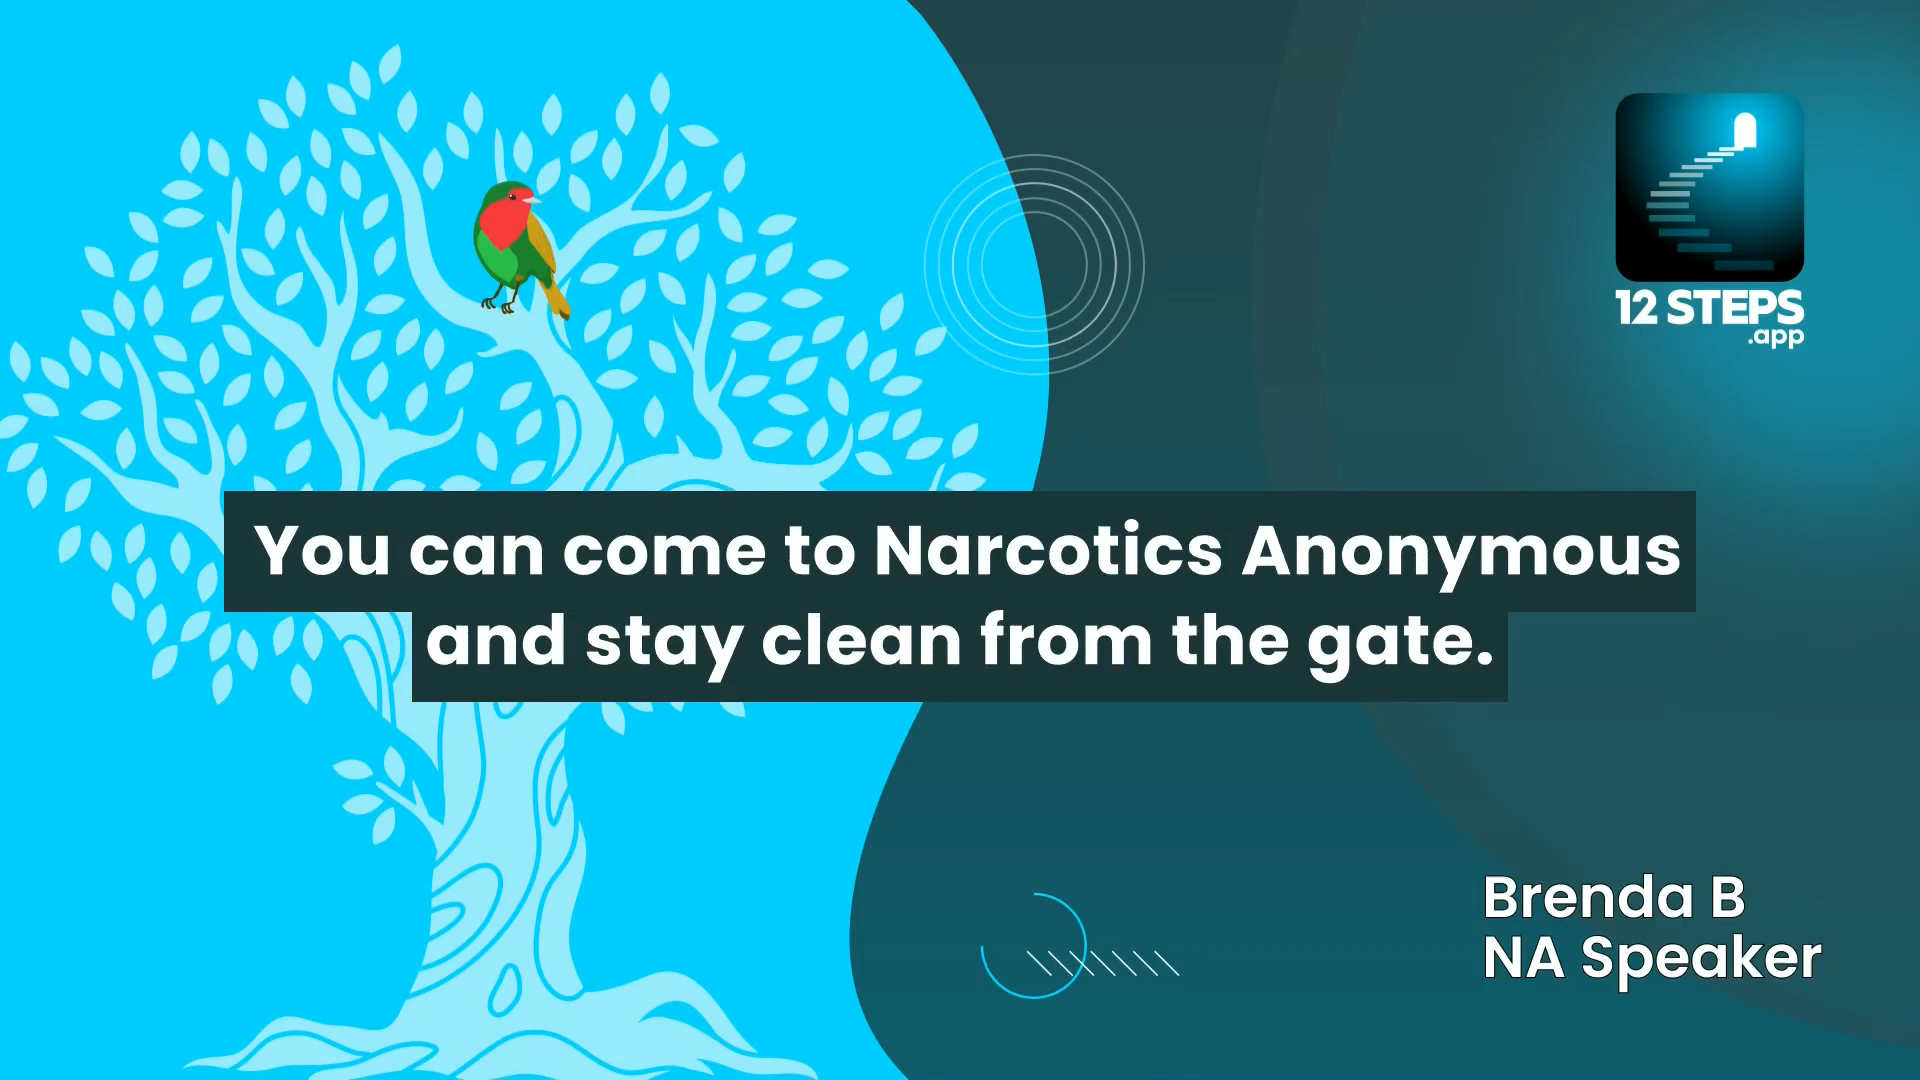 12 STEPS
.app
You can come to Narcotics Anonymous
and stay clean from the gate.
Brenda B
NA Speaker